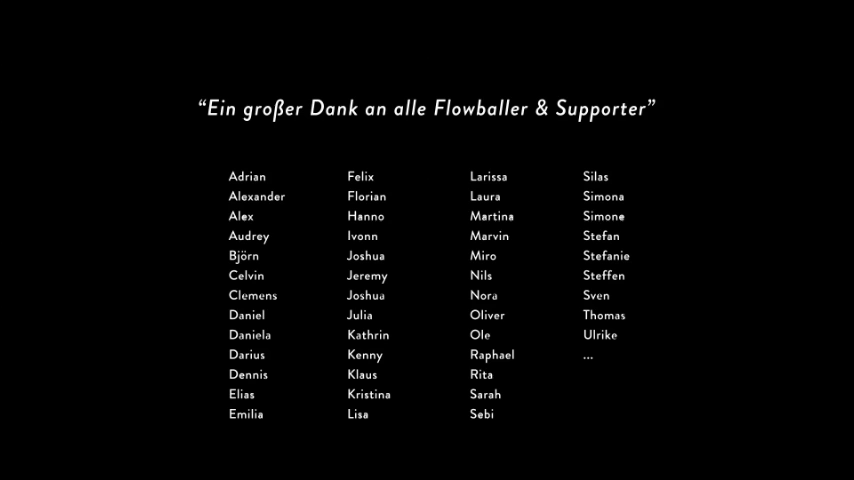 “Ein großer Dank an alle Flowballer & Supporter”
Adrian
Alexander
Alex
Audrey
Björn
Celvin
Clemens
Daniel
Daniela
Darius
Dennis
Elias
Emilia
Felix
Florian
Hanno
Ivonn
Joshua
Jeremy
Joshua
Julia
Kathrin
Kenny
Klaus
Kristina
Lisa
Larissa
Laura
Martina
Marvin
Miro
Nils
Nora
Oliver
Ole
Raphael
Rita
Sarah
Sebi
Silas
Simona
Simone
Stefan
Stefanie
Steffen
Sven
Thomas
Ulrike
...